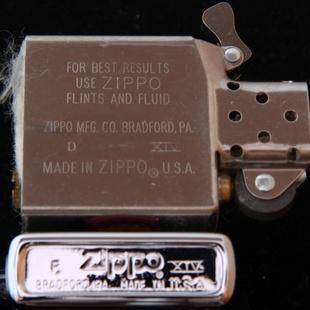 FOR BEST RESULTS
USE ZIPPO
FLINTS AND FLUID
ZIPPO MFG. CO. BRADFORD, PA.
D XIV
MADE IN ZIPPO® U.S.A.
E Zippo XIV
BRADFORD, PA. MADE IN U.S.A.